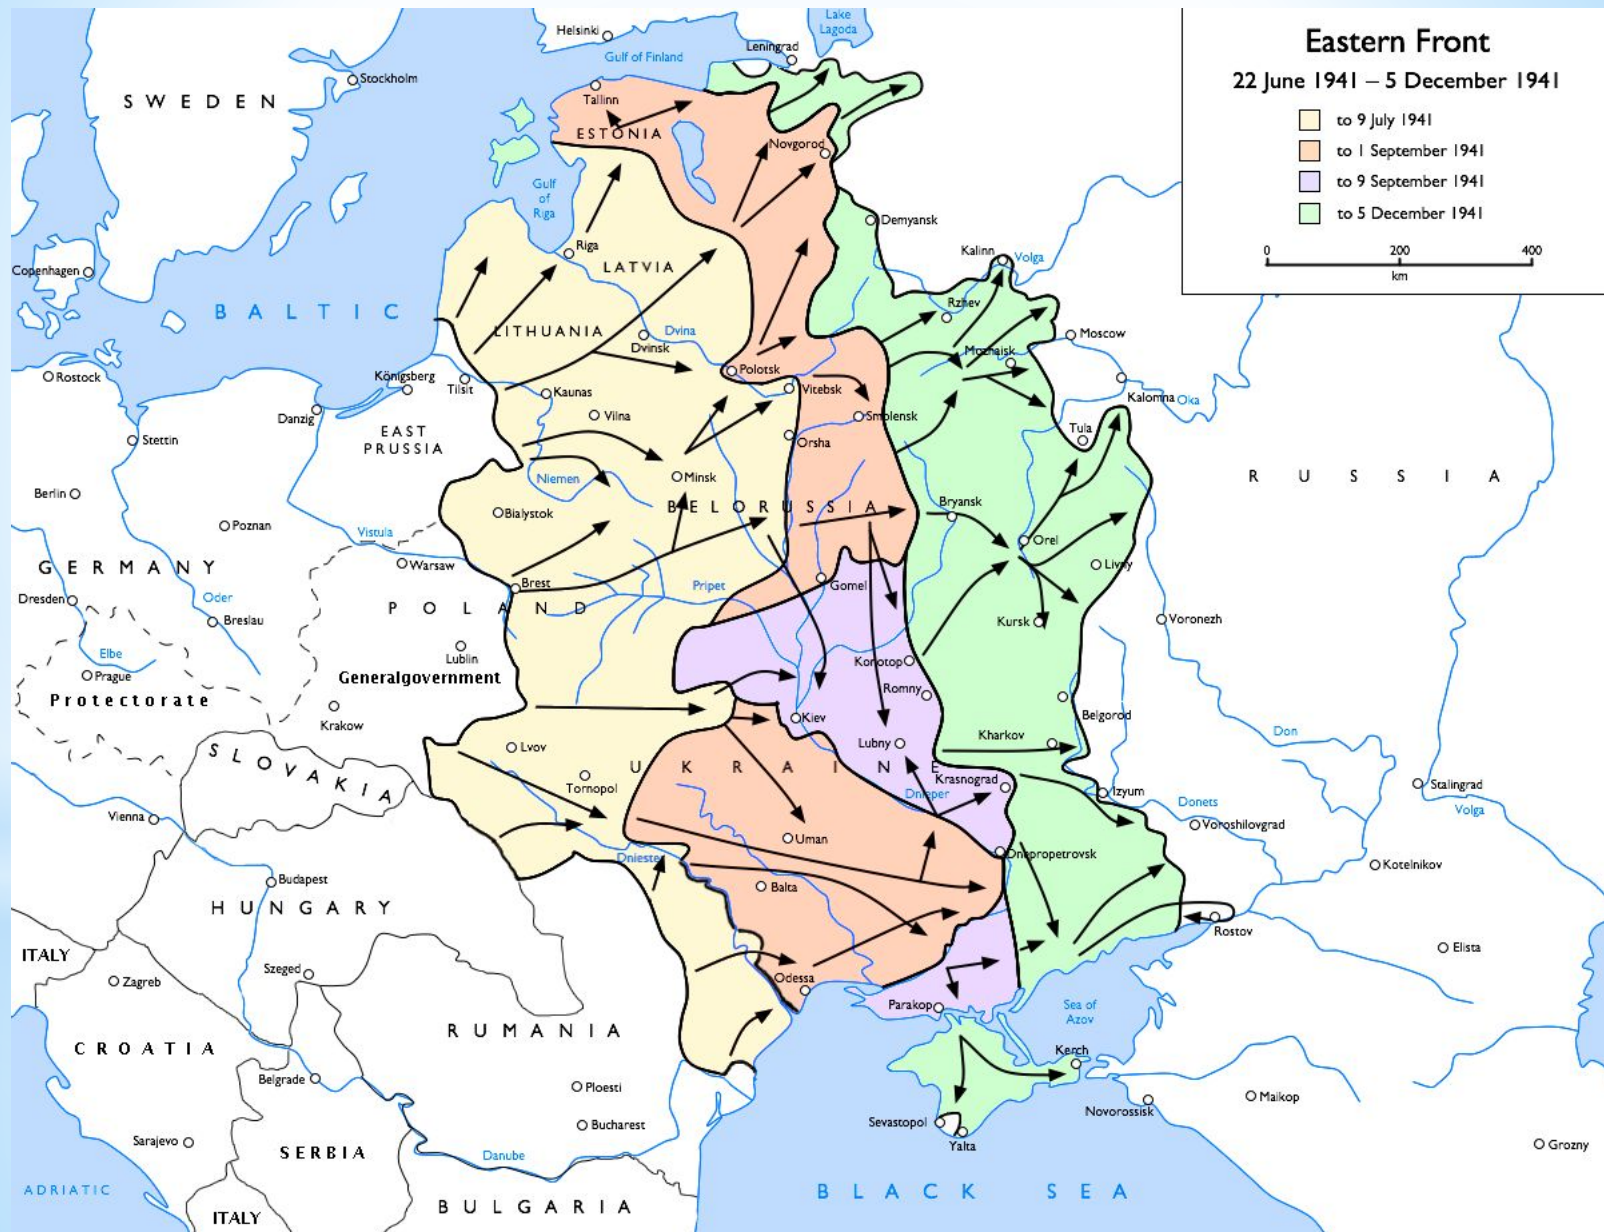 Eastern Front
22 June 1941 – 5 December 1941
to 9 July 1941
to 1 September 1941
to 9 September 1941
to 5 December 1941
0 200 400
km
Helsinki
Lake
Lagoda
Leningrad
Gulf of Finland
Stockholm
SWEDEN
Tallinn
ESTONIA
Novgorod
Gulf
of
Riga
Demyansk
Riga
Kalinn
Volga
LATVIA
Copenhagen
BALTIC
Rzhev
LITHUANIA
Dvina
Dvinsk
Moscow
Mozhaisk
Rostock
Königsberg
Tilsit
Polotsk
Kaunas
Vitebsk
Kalomna
Oka
Danzig
Vilna
Smolensk
Tula
EAST
PRUSSIA
Stettin
Orsha
Niemen
Minsk
RUSSIA
Berlin
Bialystok
BELORUSSIA
Bryansk
Poznan
Vistula
Orel
GERMANY
Warsaw
Livny
Dresden
Oder
Brest
Pripet
Gomel
POLAND
Breslau
Kursk
Voronezh
Elbe
Lublin
Konotop
Prague
Generalgovernment
Romny
Protectorate
Krakow
Kiev
Belgorod
Don
Kharkov
Lvov
Lubny
SLOVAKIA
UKRAINE
Tornopol
Krasnograd
Dnieper
Izyum
Donets
Stalingrad
Volga
Vienna
Voroshilovgrad
Uman
Dniester
Dnepropetrovsk
Kotelnikov
Budapest
Balta
HUNGARY
Rostov
ITALY
Elista
Szeged
Zagreb
Odessa
Parakop
Sea of
Azov
RUMANIA
CROATIA
Kerch
Belgrade
Ploesti
Maikop
Novorossisk
Sevastopol
Bucharest
Sarajevo
Yalta
Grozny
SERBIA
Danube
ADRIATIC
BLACK SEA
BULGARIA
ITALY